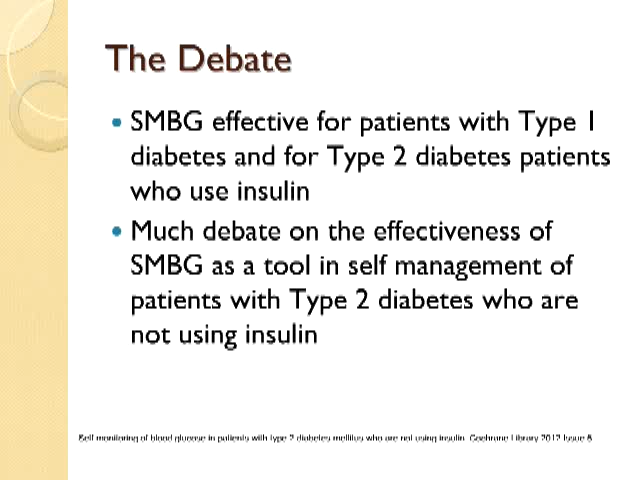 The Debate
• SMBG effective for patients with Type 1
diabetes and for Type 2 diabetes patients
who use insulin
• Much debate on the effectiveness of
SMBG as a tool in self management of
patients with Type 2 diabetes who are
not using insulin
Self monitoring of blood glucose in patients with type 2 diabetes mellitus who are not using insulin Cochrane Library 2012 Issue